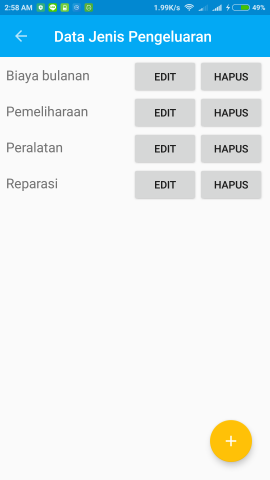 2:58 AM 1.99K/s 49%
Data Jenis Pengeluaran
Biaya bulanan EDIT HAPUS
Pemeliharaan EDIT HAPUS
Peralatan EDIT HAPUS
Reparasi EDIT HAPUS
+